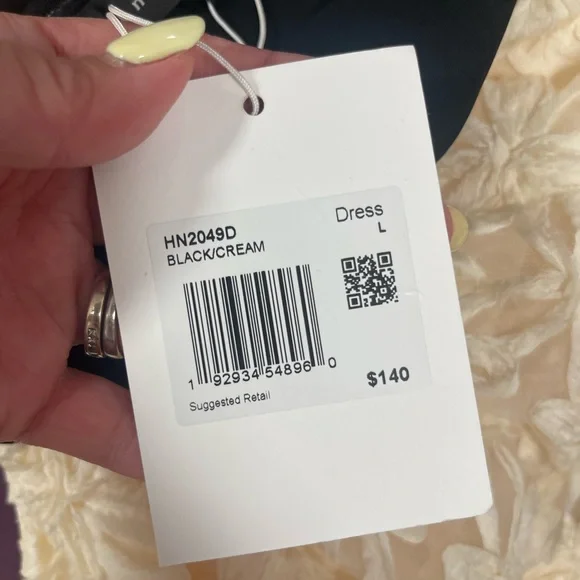 Dress
L
HN2049D
BLACK/CREAM
1 92934 54896 0
Suggested Retail
$140